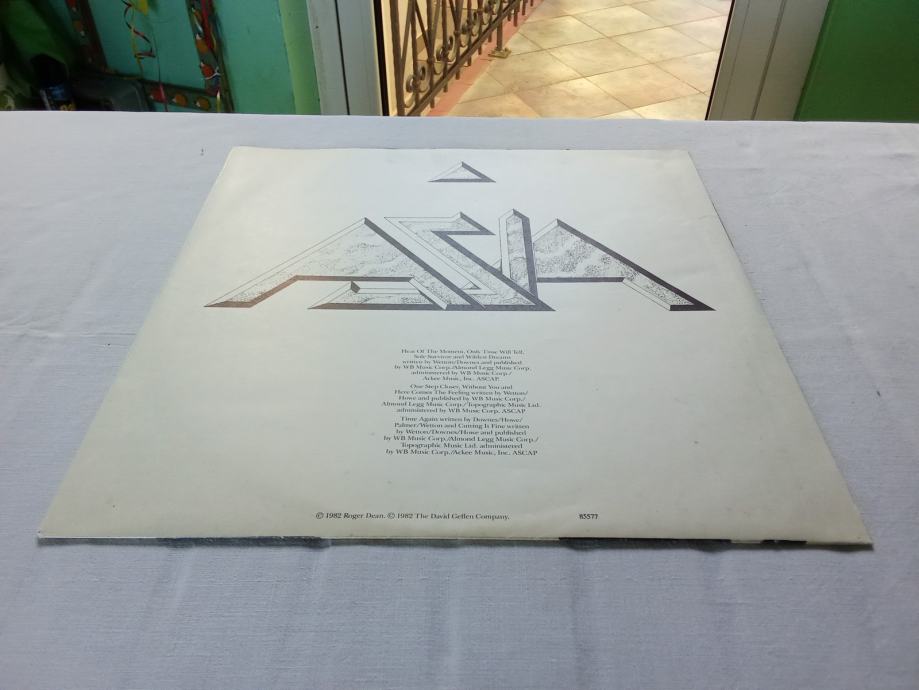 ASIA
Heat Of The Moment, Only Time Will Tell,
Sole Survivor and Wildest Dreams
written by Wetton/Downes and published
by WB Music Corp./Almond Legg Music Corp.
administered by WB Music Corp./
Ackee Music, Inc. ASCAP.
One Step Closer, Without You and
Here Comes The Feeling written by Wetton/
Howe and published by WB Music Corp./
Almond Legg Music Corp./Topographic Music Ltd.
administered by WB Music Corp. ASCAP
Time Again written by Downes/Howe/
Palmer/Wetton and Cutting It Fine written
by Wetton/Downes/Howe and published
by WB Music Corp./Almond Legg Music Corp./
Topographic Music Ltd. administered
by WB Music Corp./Ackee Music, Inc. ASCAP
© 1982 Roger Dean. © 1982 The David Geffen Company. 85577